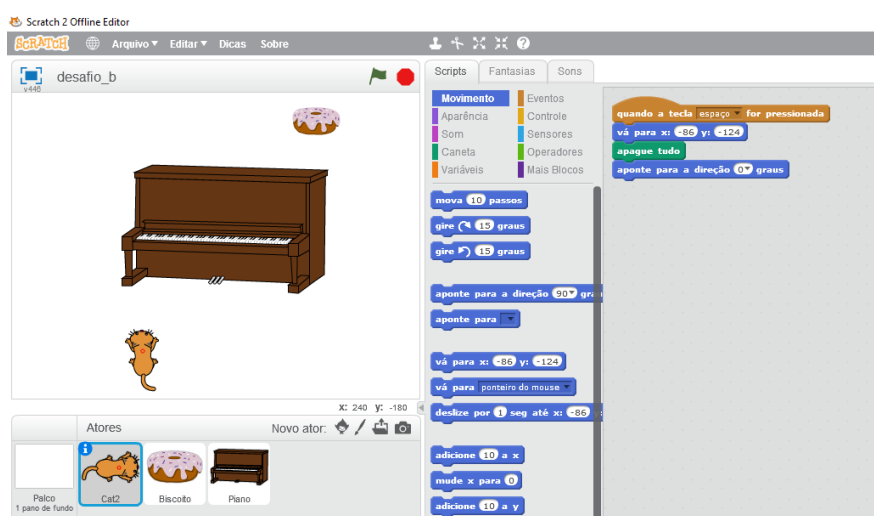 Scratch 2 Offline Editor
SCRATCH Arquivo Editar Dicas Sobre
v446 desafio_b
Scripts Fantasias Sons
Movimento Eventos
Aparência Controle
Som Sensores
Caneta Operadores
Variáveis Mais Blocos
mova 10 passos
gire 15 graus
gire 15 graus
aponte para a direção 90 gra
aponte para
vá para x: -86 y: -124
vá para ponteiro do mouse
deslize por 1 seg até x: -86
adicione 10 a x
mude x para 0
adicione 10 a y
quando a tecla espaço for pressionada
vá para x: -86 y: -124
apague tudo
aponte para a direção 0 graus
X: 240 Y: -180
Atores Novo ator:
Palco
1 pano de fundo
Cat2
Biscoito
Piano